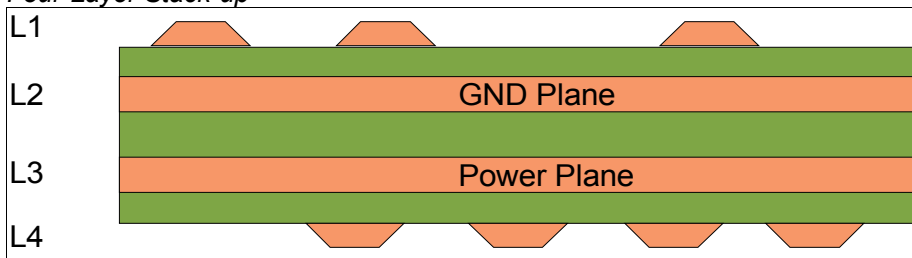 Four Layer Stack-up
L1
L2 GND Plane
L3 Power Plane
L4